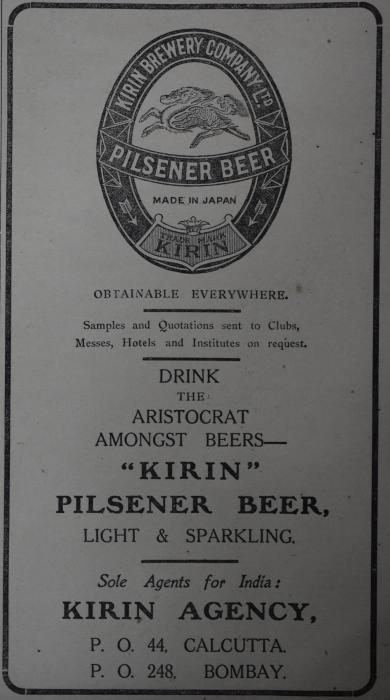 KIRIN BREWERY COMPANY LTD
PILSENER BEER
MADE IN JAPAN
TRADE MARK
KIRIN
OBTAINABLE EVERYWHERE.
Samples and Quotations sent to Clubs,
Messes, Hotels and Institutes on request.
DRINK
THE
ARISTOCRAT
AMONGST BEERS—
“KIRIN”
PILSENER BEER,
LIGHT & SPARKLING.
Sole Agents for India:
KIRIN AGENCY,
P. O. 44, CALCUTTA.
P. O. 248, BOMBAY.